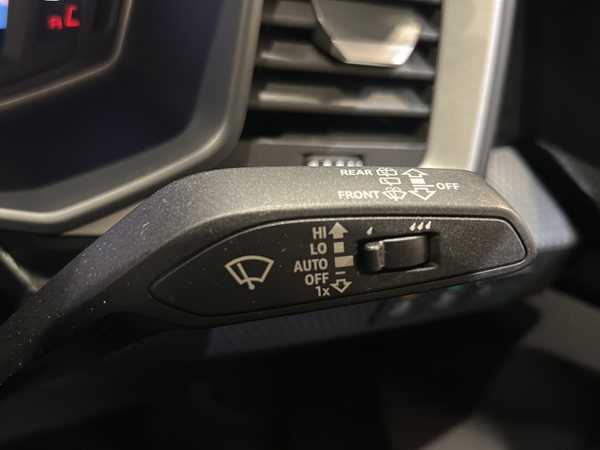 REAR
FRONT OFF
HI
LO
AUTO
OFF
1x